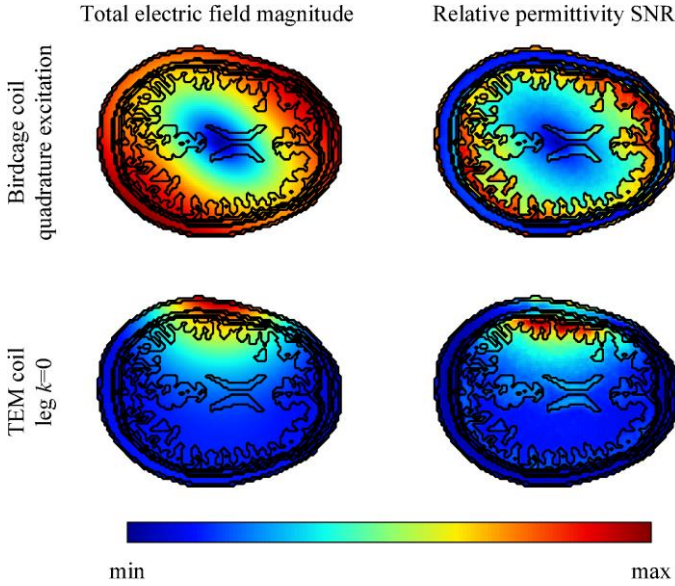 Total electric field magnitude
Relative permittivity SNR
Birdcage coil
quadrature excitation
TEM coil
leg k=0
min
max